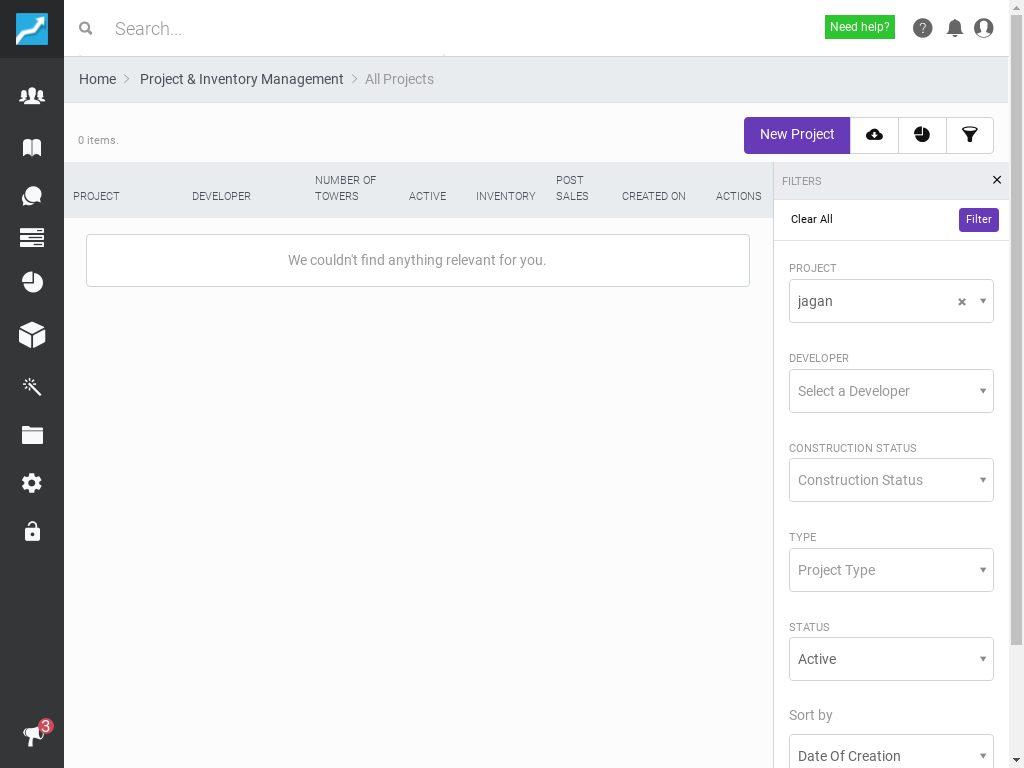 Search...
Need help?
Home
Project & Inventory Management
All Projects
0 items.
New Project
PROJECT
DEVELOPER
NUMBER OF
TOWERS
ACTIVE
INVENTORY
POST
SALES
CREATED ON
ACTIONS
We couldn't find anything relevant for you.
FILTERS
Clear All
Filter
PROJECT
jagan
DEVELOPER
Select a Developer
CONSTRUCTION STATUS
Construction Status
TYPE
Project Type
STATUS
Active
Sort by
Date Of Creation
3